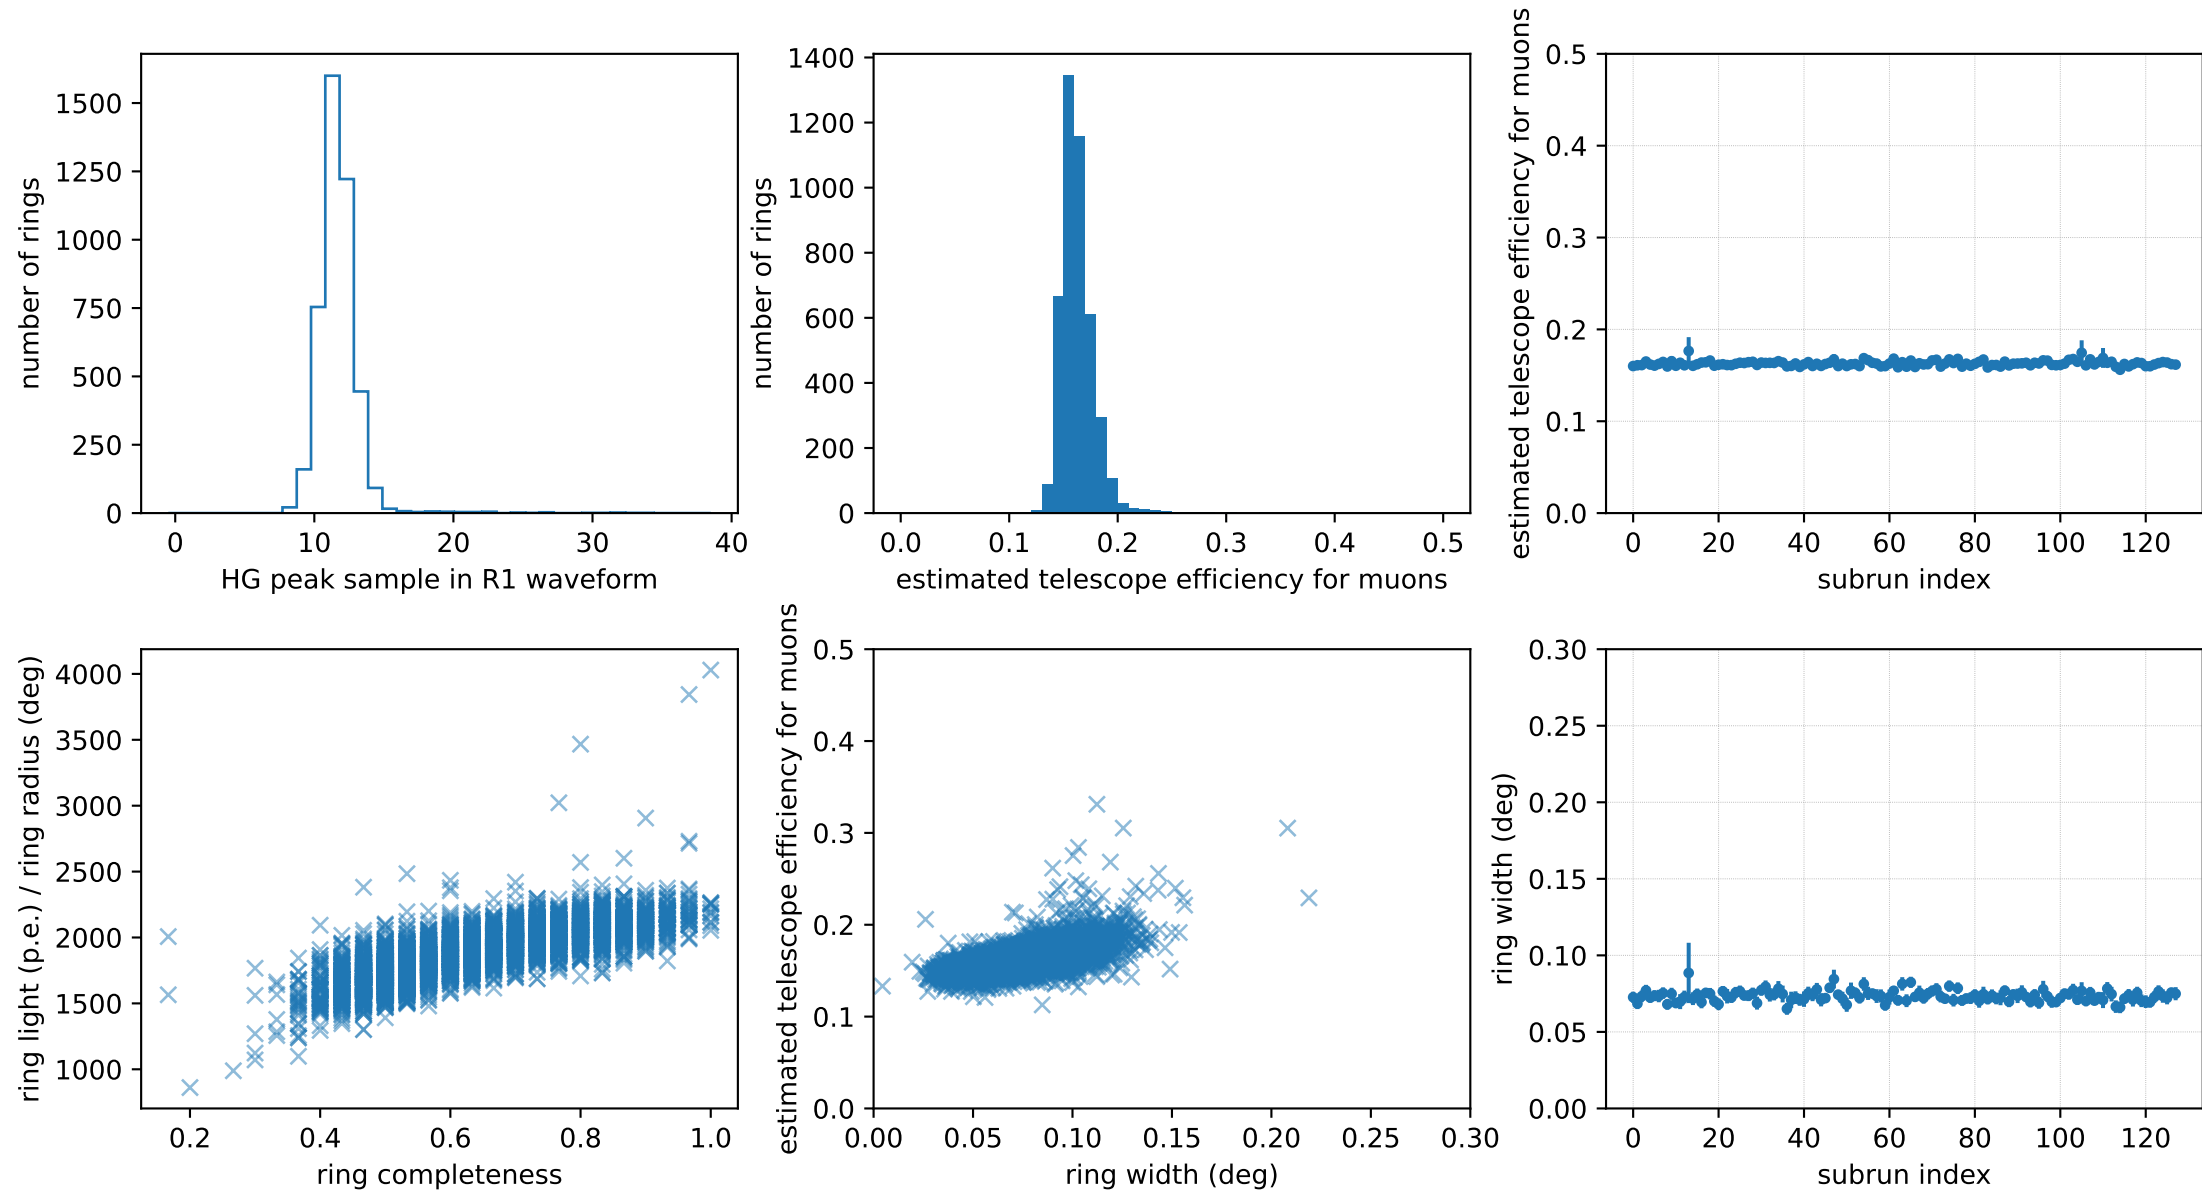 number of rings
1500
1250
1000
750
500
250
0
0 10 20 30 40
HG peak sample in R1 waveform
number of rings
1400
1200
1000
800
600
400
200
0
0.0 0.1 0.2 0.3 0.4 0.5
estimated telescope efficiency for muons
estimated telescope efficiency for muons
0.5
0.4
0.3
0.2
0.1
0.0
0 20 40 60 80 100 120
subrun index
ring light (p.e.) / ring radius (deg)
4000
3500
3000
2500
2000
1500
1000
0.2 0.4 0.6 0.8 1.0
ring completeness
estimated telescope efficiency for muons
0.5
0.4
0.3
0.2
0.1
0.0
0.00 0.05 0.10 0.15 0.20 0.25 0.30
ring width (deg)
ring width (deg)
0.30
0.25
0.20
0.15
0.10
0.05
0.00
0 20 40 60 80 100 120
subrun index